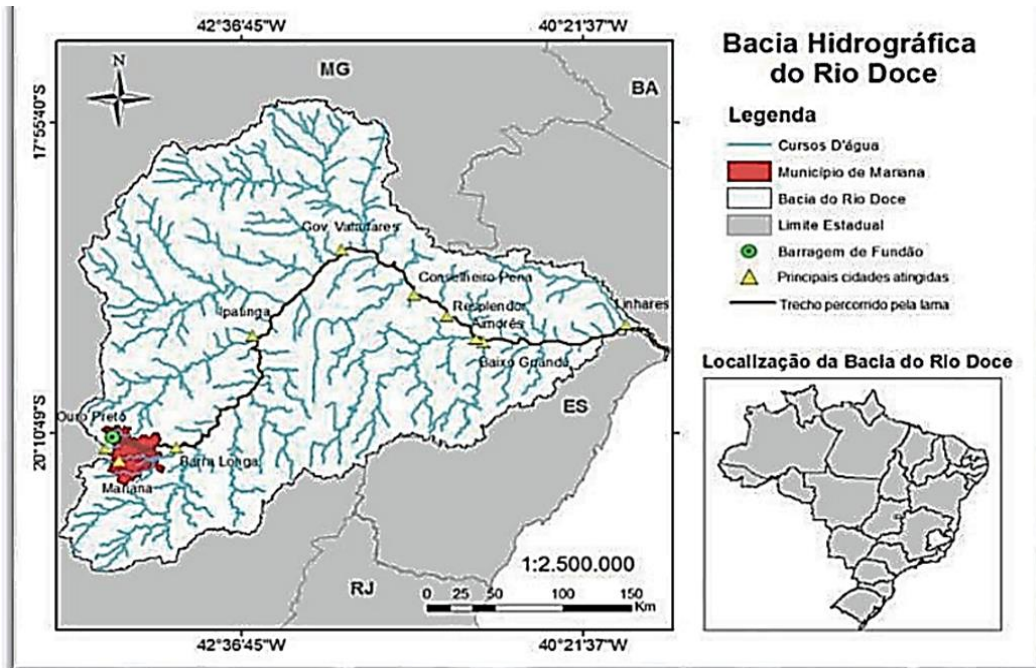 42°36'45"W
40°21'37"W
N
MG
BA
17°55'40"S
Gov. Valadares
Conselheiro Pena
Resplendor
Linhares
Ipatinga
Aimorés
Baixo Guandu
ES
Ouro Preto
20°10'49"S
Barra Longa
Mariana
RJ
1:2.500.000
0 25 50 100 150
Km
42°36'45"W
40°21'37"W
Bacia Hidrográfica
do Rio Doce
Legenda
Cursos D'água
Município de Mariana
Bacia do Rio Doce
Limite Estadual
Barragem de Fundão
Principais cidades atingidas
Trecho percorrido pela lama
Localização da Bacia do Rio Doce